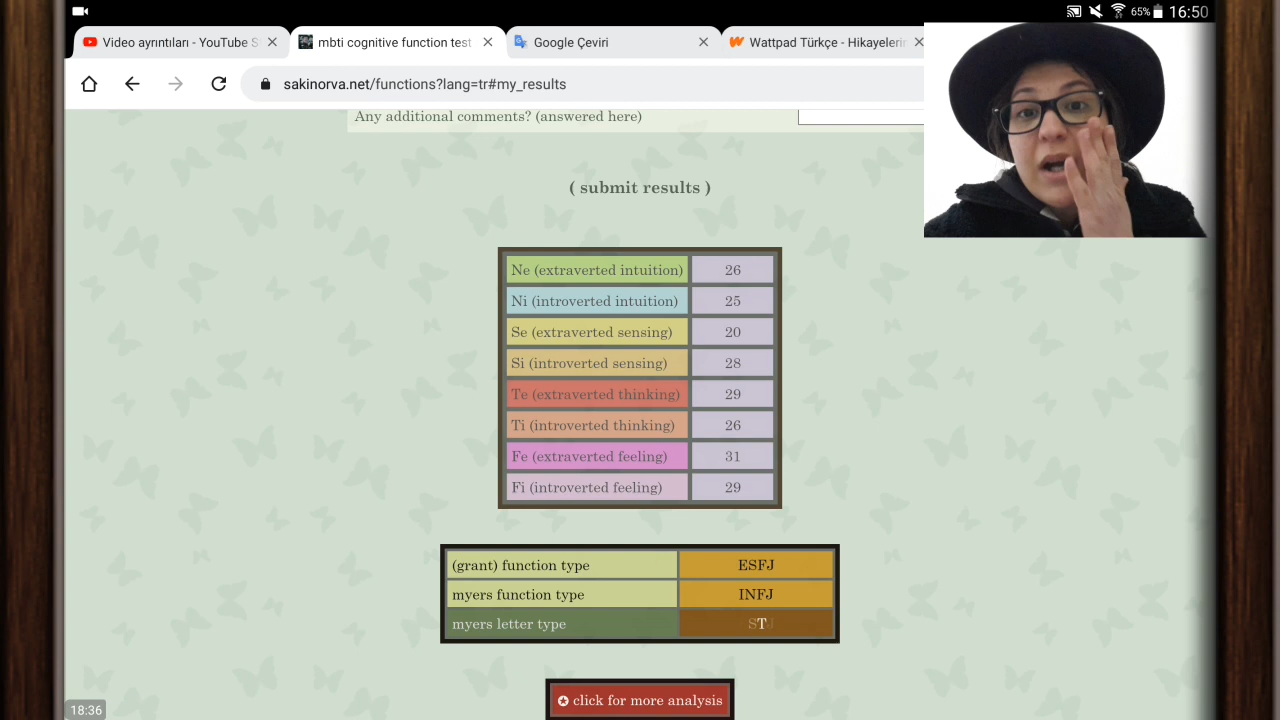 65% 16:50
Video ayrıntıları - YouTube S
mbti cognitive function test
Google Çeviri
Wattpad Türkçe - Hikayelerin
sakinorva.net/functions?lang=tr#my_results
Any additional comments? (answered here)
( submit results )
Ne (extraverted intuition) 26
Ni (introverted intuition) 25
Se (extraverted sensing) 20
Si (introverted sensing) 28
Te (extraverted thinking) 29
Ti (introverted thinking) 26
Fe (extraverted feeling) 31
Fi (introverted feeling) 29
(grant) function type ESFJ
myers function type INFJ
myers letter type STJ
click for more analysis
18:36